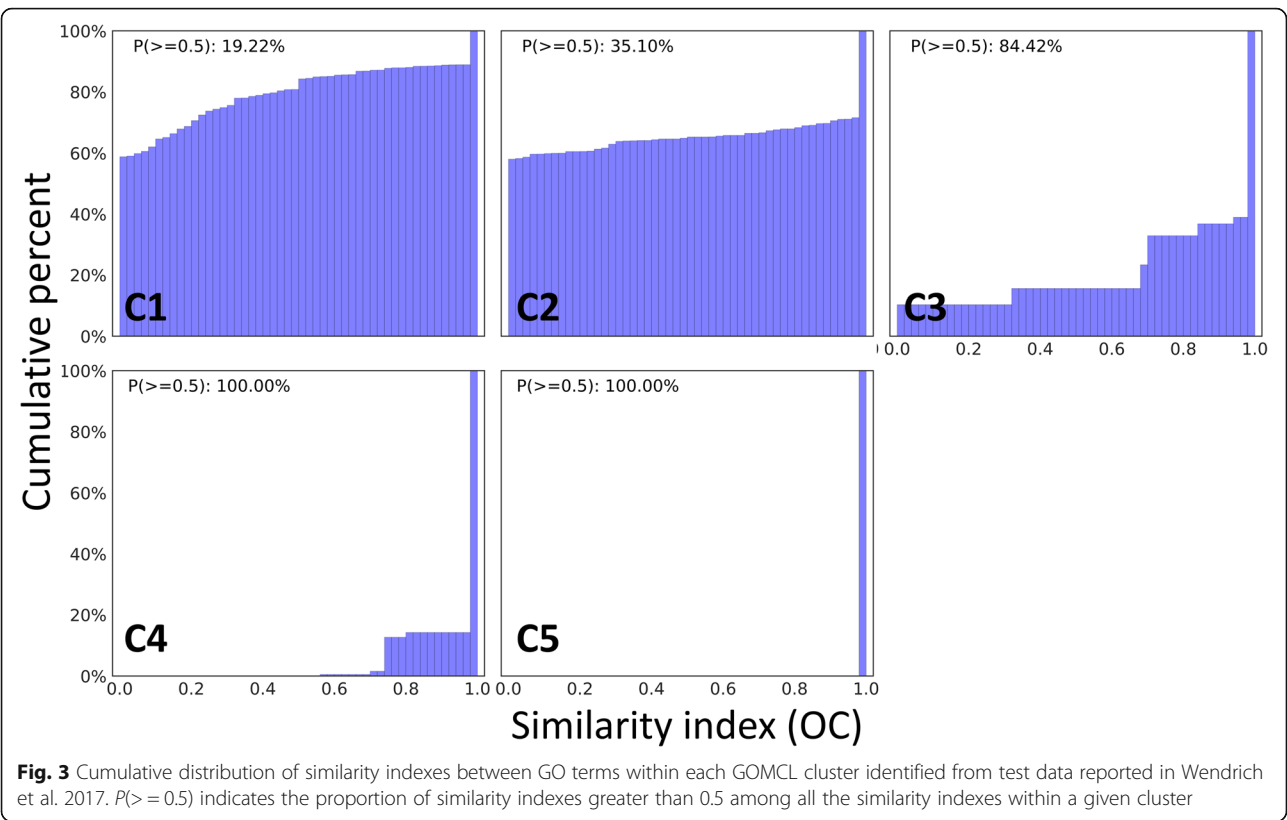 100%
80%
60%
40%
20%
0%
P(>=0.5): 19.22%
C1
P(>=0.5): 35.10%
C2
P(>=0.5): 84.42%
C3
) 0.0 0.2 0.4 0.6 0.8 1.0
Cumulative percent
100%
80%
60%
40%
20%
0%
P(>=0.5): 100.00%
C4
0.0 0.2 0.4 0.6 0.8 1.0
P(>=0.5): 100.00%
C5
0.0 0.2 0.4 0.6 0.8 1.0
Similarity index (OC)
Fig. 3 Cumulative distribution of similarity indexes between GO terms within each GOMCL cluster identified from test data reported in Wendrich
et al. 2017. P(> = 0.5) indicates the proportion of similarity indexes greater than 0.5 among all the similarity indexes within a given cluster